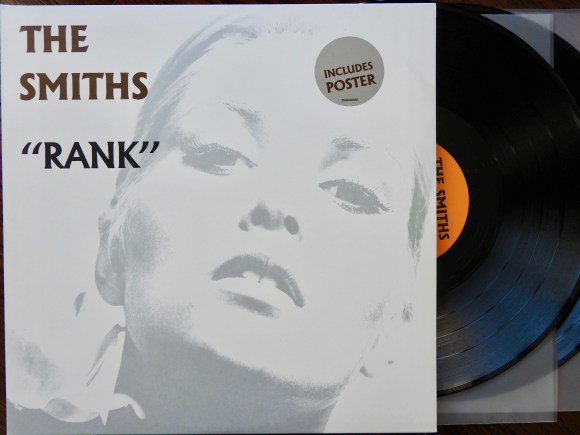 THE
SMITHS
“RANK”
INCLUDES
POSTER
THE SMITHS